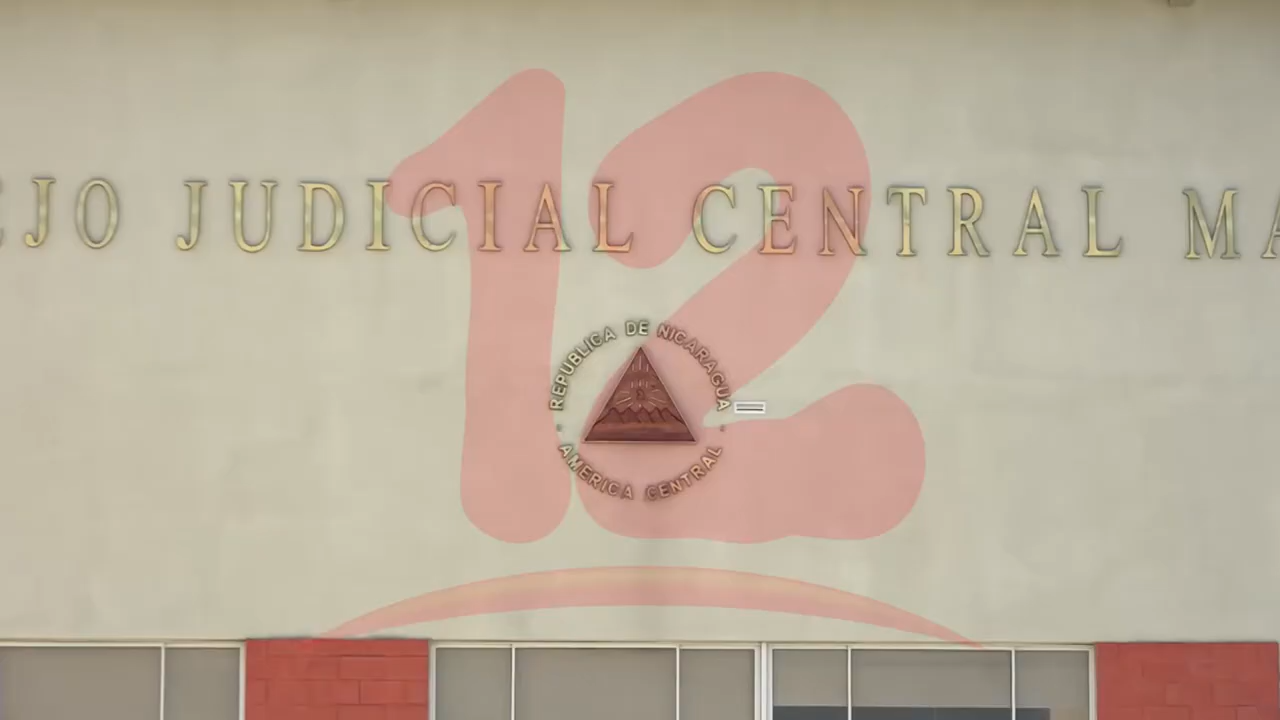 EJO JUDICIAL CENTRAL MA
12
REPUBLICA DE NICARAGUA
AMERICA CENTRAL